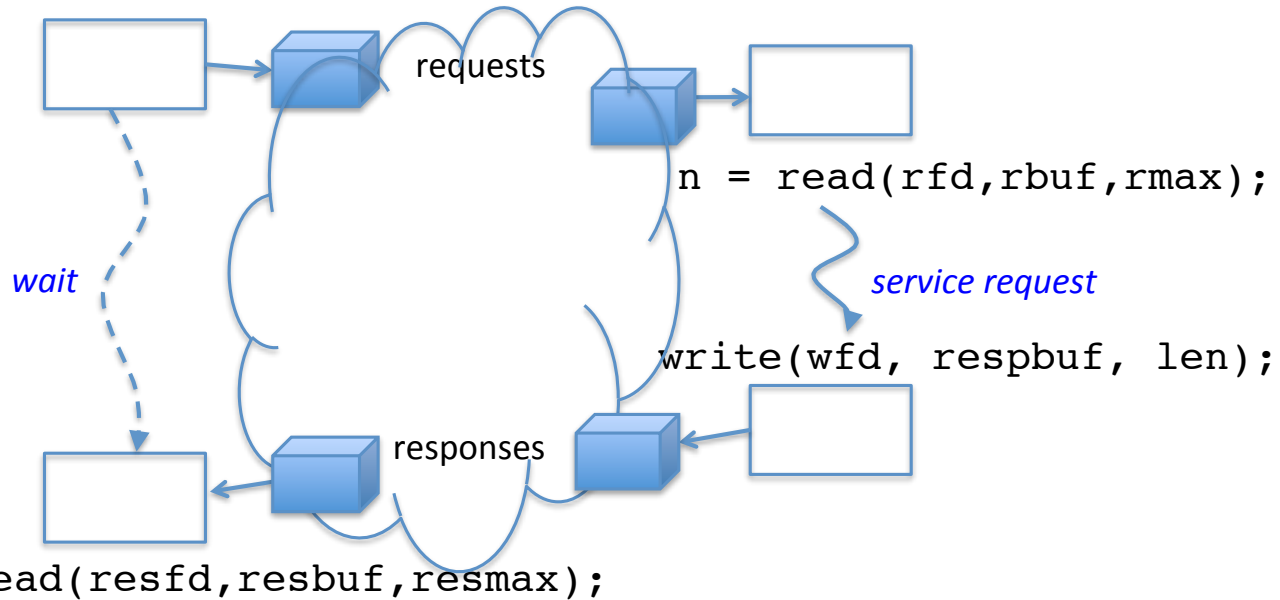 requests
n = read(rfd,rbuf,rmax);
wait
service request
write(wfd, respbuf, len);
responses
ead(resfd,resbuf,resmax);